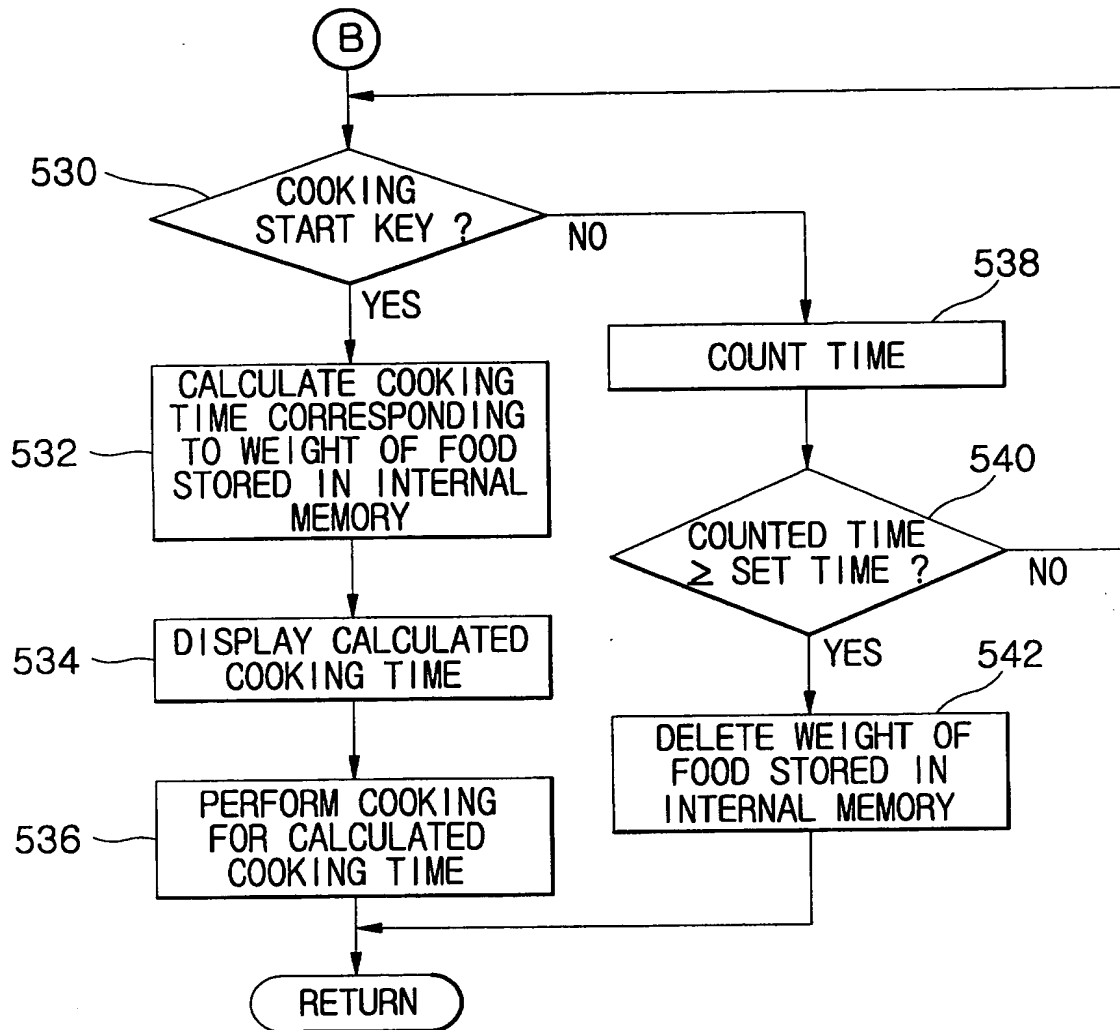 B
530
COOKING
START KEY ?
NO
YES
538
COUNT TIME
532
CALCULATE COOKING
TIME CORRESPONDING
TO WEIGHT OF FOOD
STORED IN INTERNAL
MEMORY
540
COUNTED TIME
≥ SET TIME ?
NO
YES
534
DISPLAY CALCULATED
COOKING TIME
542
DELETE WEIGHT OF
FOOD STORED IN
INTERNAL MEMORY
536
PERFORM COOKING
FOR CALCULATED
COOKING TIME
RETURN